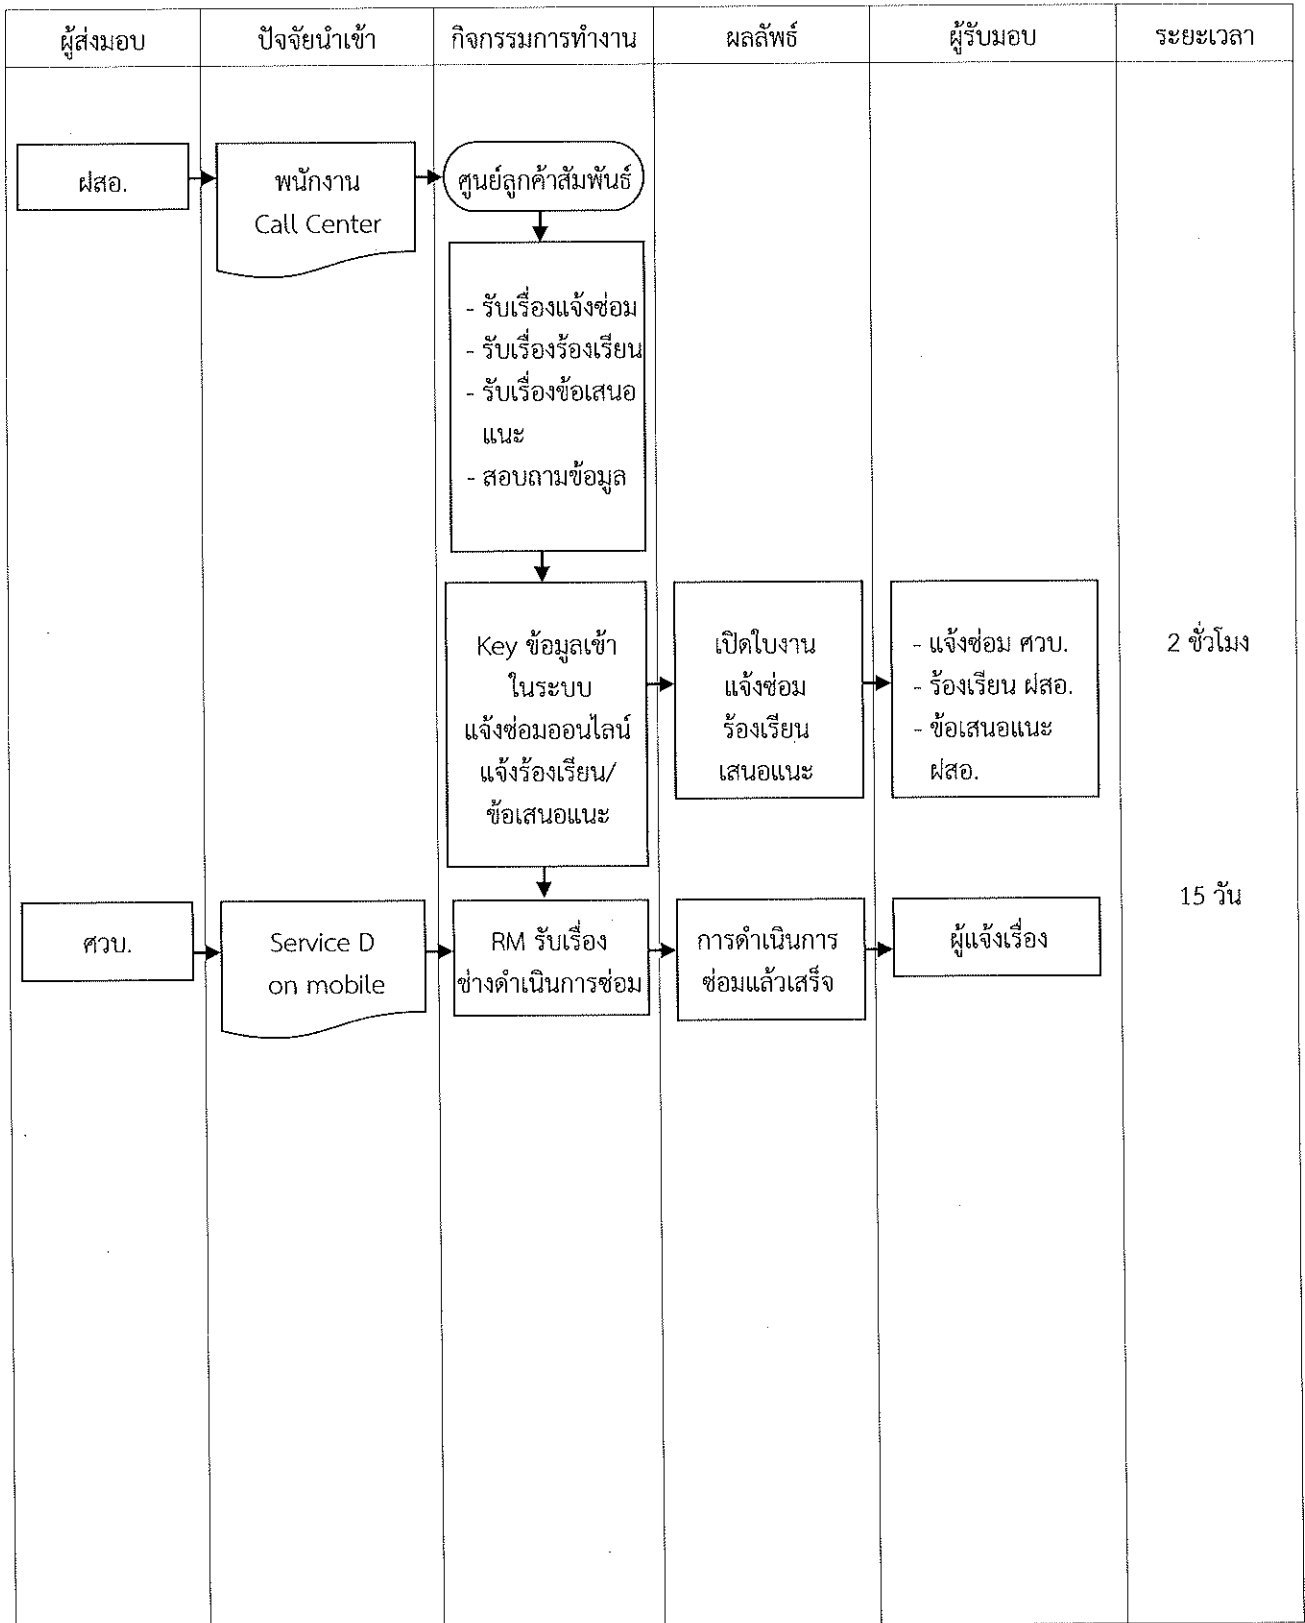 ผู้ส่งมอบ
ปัจจัยนำเข้า
กิจกรรมการทำงาน
ผลลัพธ์
ผู้รับมอบ
ระยะเวลา
ฝสอ.
พนักงาน
Call Center
ศูนย์ลูกค้าสัมพันธ์
- รับเรื่องแจ้งซ่อม
- รับเรื่องร้องเรียน
- รับเรื่องข้อเสนอ
แนะ
- สอบถามข้อมูล
Key ข้อมูลเข้า
ในระบบ
แจ้งซ่อมออนไลน์
แจ้งร้องเรียน/
ข้อเสนอแนะ
เปิดใบงาน
แจ้งซ่อม
ร้องเรียน
เสนอแนะ
- แจ้งซ่อม ศวบ.
- ร้องเรียน ฝสอ.
- ข้อเสนอแนะ
ฝสอ.
2 ชั่วโมง
ศวบ.
Service D
on mobile
RM รับเรื่อง
ช่างดำเนินการซ่อม
การดำเนินการ
ซ่อมแล้วเสร็จ
ผู้แจ้งเรื่อง
15 วัน